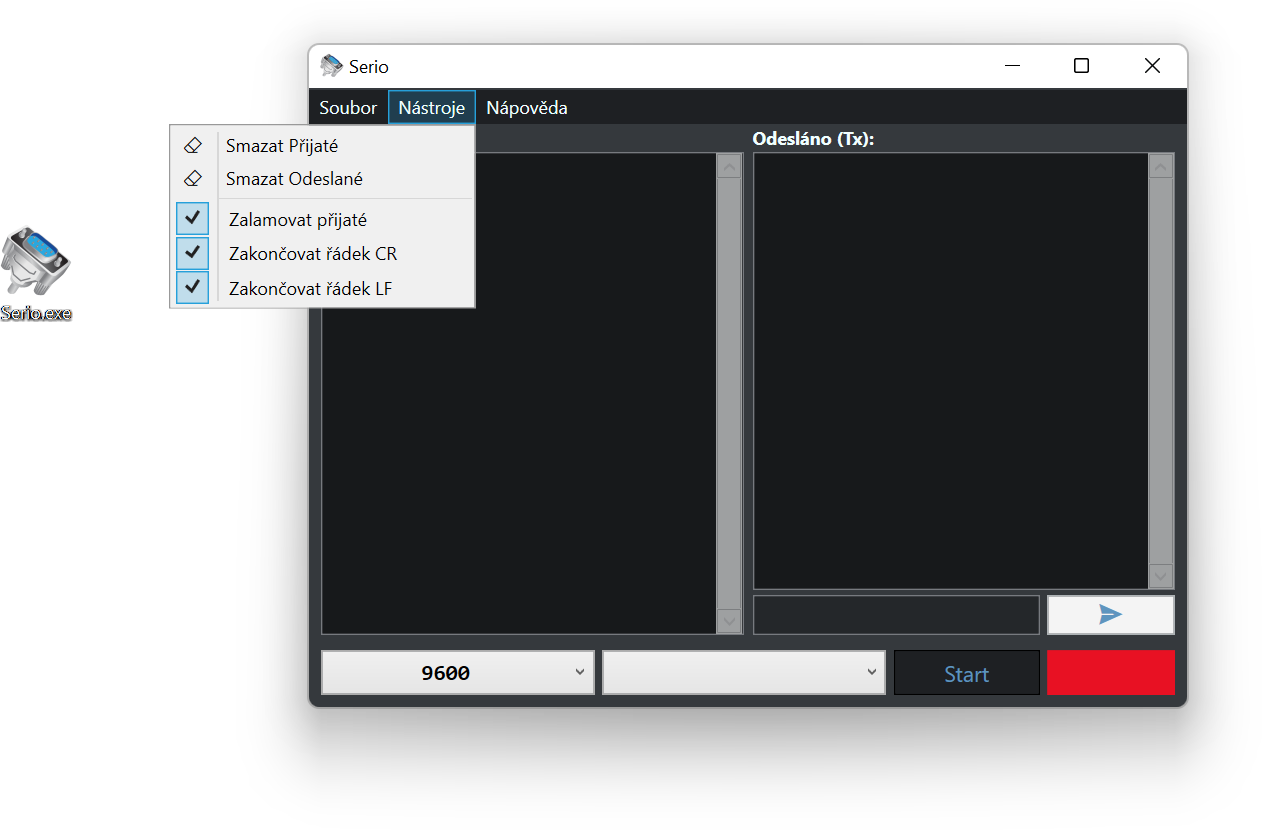 Serio
Soubor Nástroje Nápověda
Smazat Přijaté
Smazat Odeslané
Zalamovat přijaté
Zakončovat řádek CR
Zakončovat řádek LF
Odesláno (Tx):
Serio.exe
9600
Start